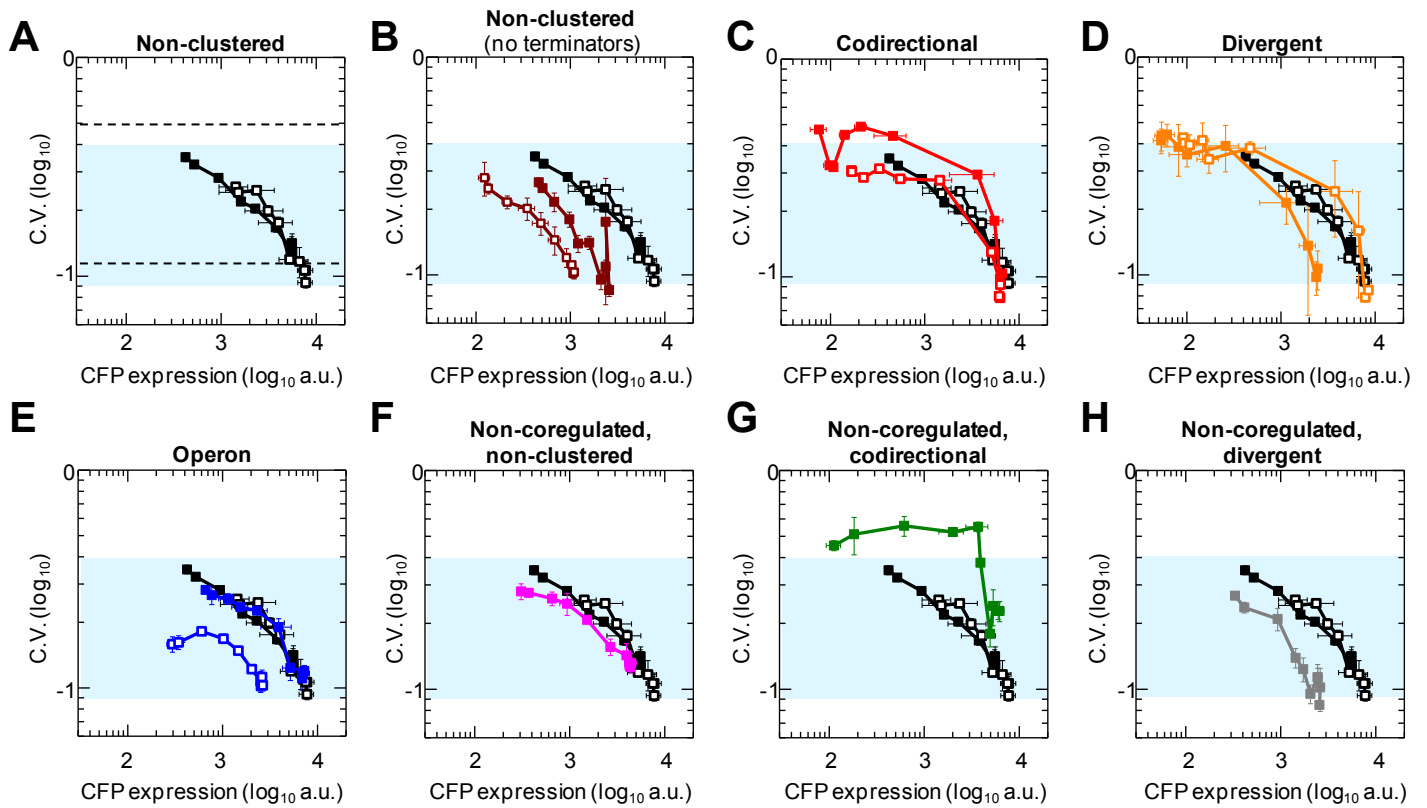 A
Non-clustered
0
-1
C.V. (log10)
2
3
4
CFP expression (log10 a.u.)
B
Non-clustered
(no terminators)
0
-1
C.V. (log10)
2
3
4
CFP expression (log10 a.u.)
C
Codirectional
0
-1
C.V. (log10)
2
3
4
CFP expression (log10 a.u.)
D
Divergent
0
-1
C.V. (log10)
2
3
4
CFP expression (log10 a.u.)
E
Operon
0
-1
C.V. (log10)
2
3
4
CFP expression (log10 a.u.)
F
Non-coregulated,
non-clustered
0
-1
C.V. (log10)
2
3
4
CFP expression (log10 a.u.)
G
Non-coregulated,
codirectional
0
-1
C.V. (log10)
2
3
4
CFP expression (log10 a.u.)
H
Non-coregulated,
divergent
0
-1
C.V. (log10)
2
3
4
CFP expression (log10 a.u.)